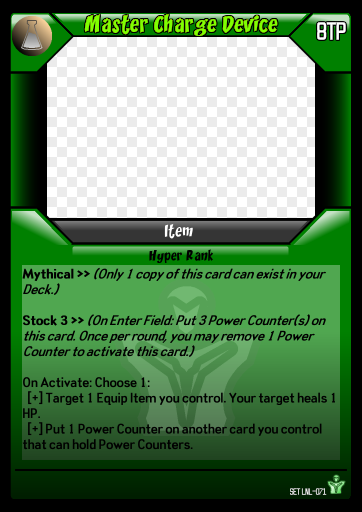 Master Charge Device
8TP
Item
Hyper Rank
Mythical >> (Only 1 copy of this card can exist in your
Deck.)
Stock 3 >> (On Enter Field: Put 3 Power Counter(s) on
this card. Once per round, you may remove 1 Power
Counter to activate this card.)
On Activate: Choose 1:
[+] Target 1 Equip Item you control. Your target heals 1
HP.
[+] Put 1 Power Counter on another card you control
that can hold Power Counters.
SET LNL-071